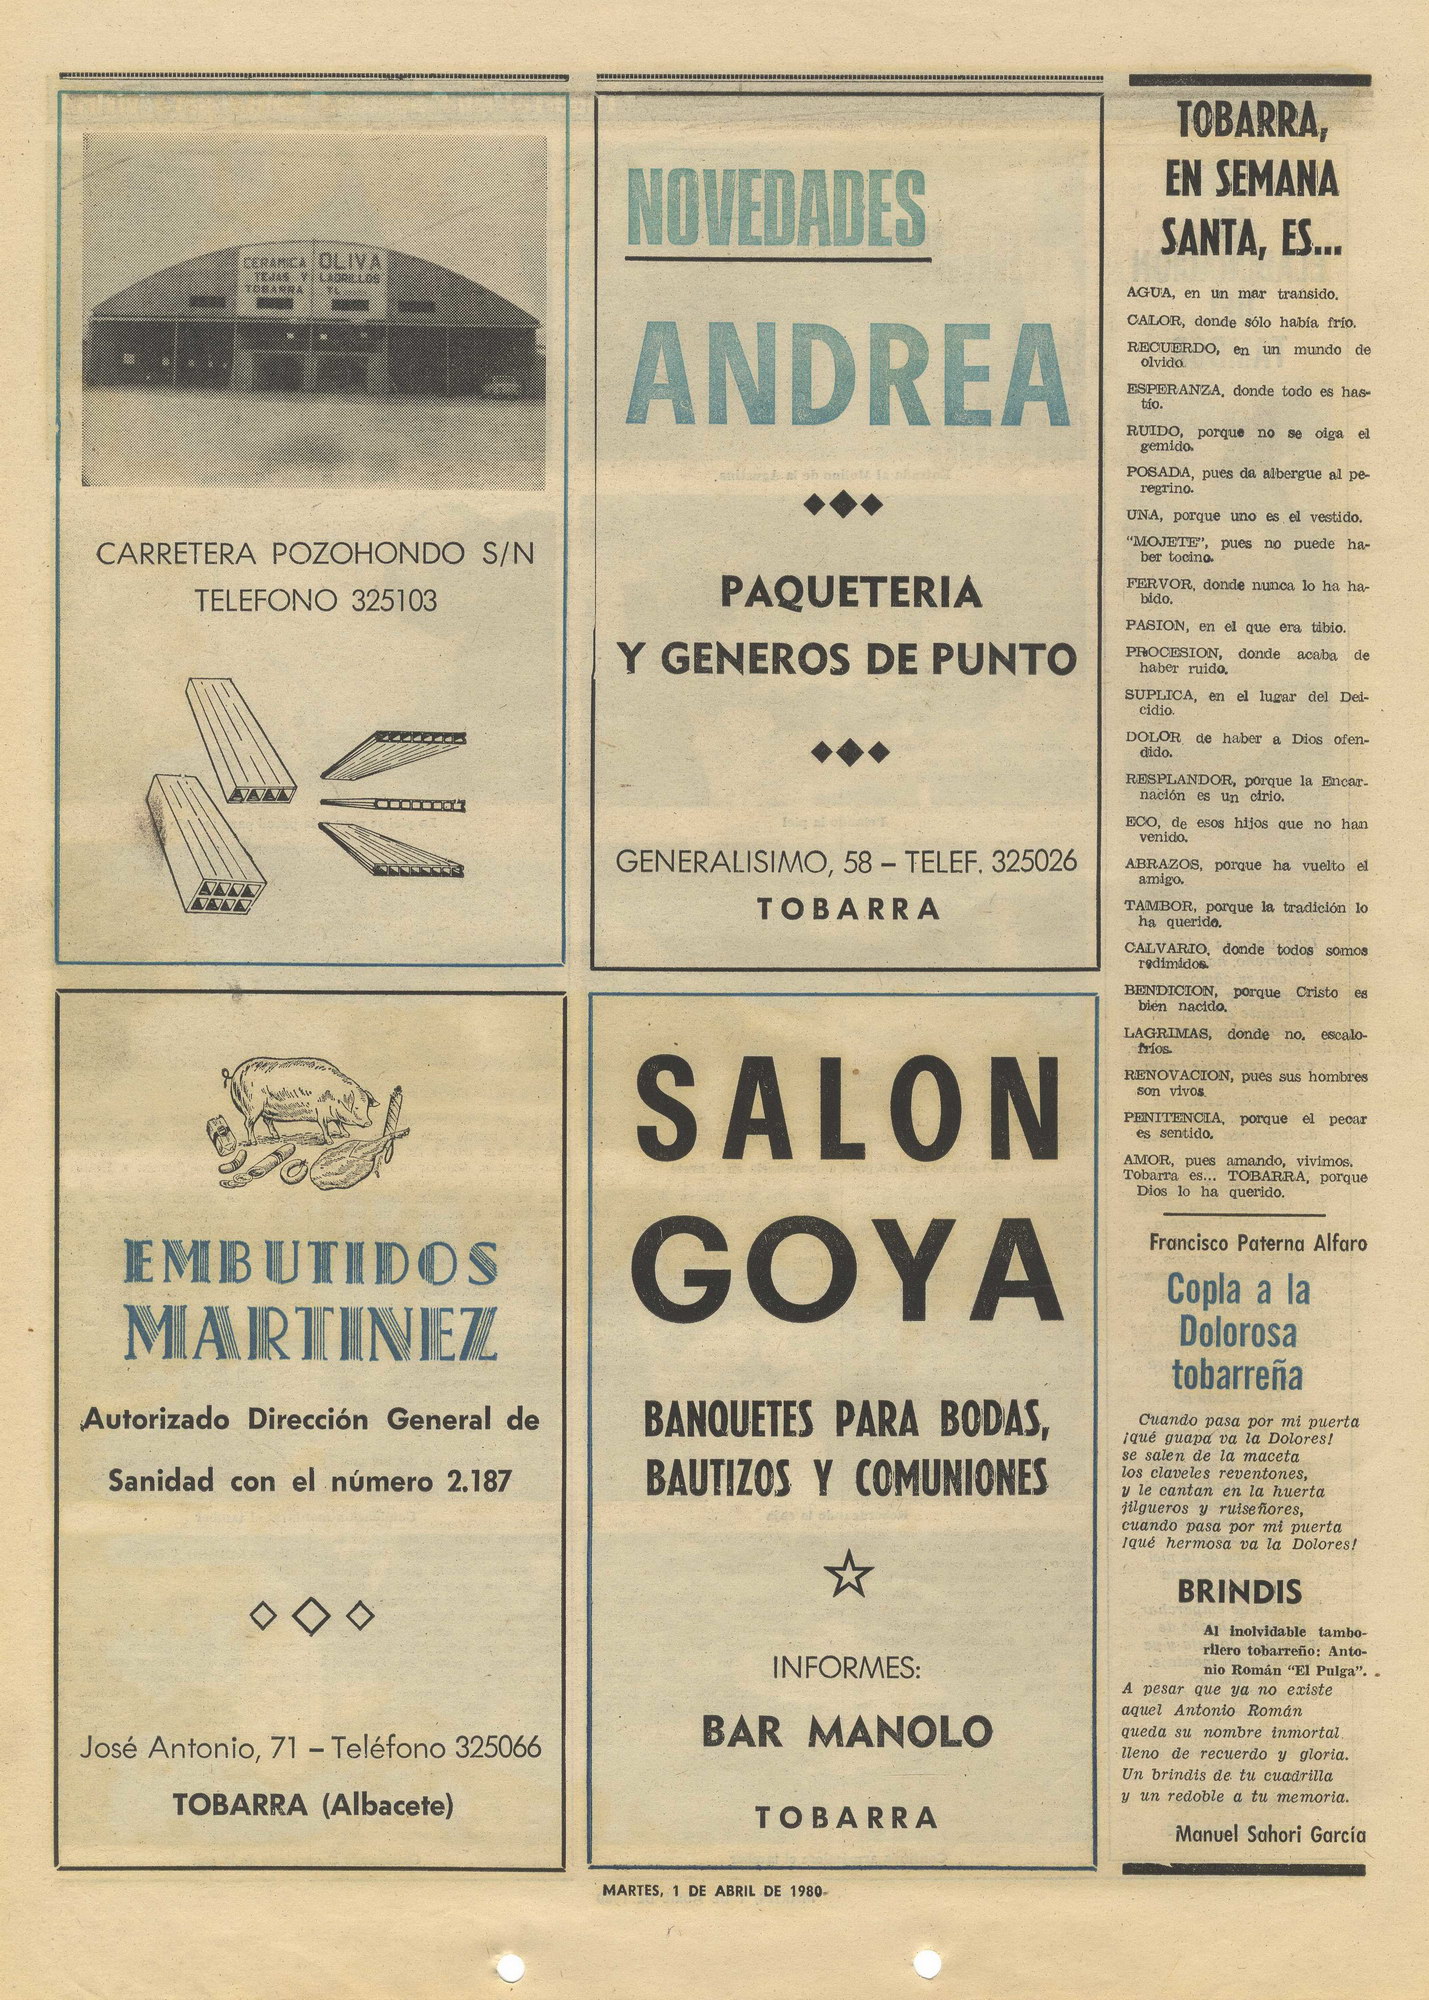 CERAMICA OLIVA
TEJAS Y LADRILLOS
TOBARRA
CARRETERA POZOHONDO S/N
TELEFONO 325103
NOVEDADES
ANDREA
PAQUETERIA
Y GENEROS DE PUNTO
GENERALISIMO, 58 – TELEF. 325026
TOBARRA
EMBUTIDOS
MARTINEZ
Autorizado Dirección General de
Sanidad con el número 2.187
José Antonio, 71 – Teléfono 325066
TOBARRA (Albacete)
SALON
GOYA
BANQUETES PARA BODAS,
BAUTIZOS Y COMUNIONES
INFORMES:
BAR MANOLO
TOBARRA
TOBARRA,
EN SEMANA
SANTA, ES...
AGUA, en un mar transido.
CALOR, donde sólo había frío.
RECUERDO, en un mundo de
olvido.
ESPERANZA, donde todo es has-
tío.
RUIDO, porque no se oiga el
gemido.
POSADA, pues da albergue al pe-
regrino.
UNA, porque uno es el vestido.
"MOJETE", pues no puede ha-
ber tocino.
FERVOR, donde nunca lo ha ha-
bido.
PASION, en el que era tibio.
PROCESION, donde acaba de
haber ruido.
SUPLICA, en el lugar del Dei-
cidio.
DOLOR de haber a Dios ofen-
dido.
RESPLANDOR, porque la Encar-
nación es un cirio.
ECO, de esos hijos que no han
venido.
ABRAZOS, porque ha vuelto el
amigo.
TAMBOR, porque la tradición lo
ha querido.
CALVARIO, donde todos somos
redimidos.
BENDICION, porque Cristo es
bien nacido.
LAGRIMAS, donde no, escalo-
fríos.
RENOVACION, pues sus hombres
son vivos.
PENITENCIA, porque el pecar
es sentido.
AMOR, pues amando, vivimos.
Tobarra es... TOBARRA, porque
Dios lo ha querido.
Francisco Paterna Alfaro
Copla a la
Dolorosa
tobarreña
Cuando pasa por mi puerta
¡qué guapa va la Dolores!
se salen de la maceta
los claveles reventones,
y le cantan en la huerta
jilgueros y ruiseñores,
cuando pasa por mi puerta
¡qué hermosa va la Dolores!
BRINDIS
Al inolvidable tambo-
rilero tobarreño: Anto-
nio Román "El Pulga".
A pesar que ya no existe
aquel Antonio Román
queda su nombre inmortal
lleno de recuerdo y gloria.
Un brindis de tu cuadrilla
y un redoble a tu memoria.
Manuel Sahori García
MARTES, 1 DE ABRIL DE 1980